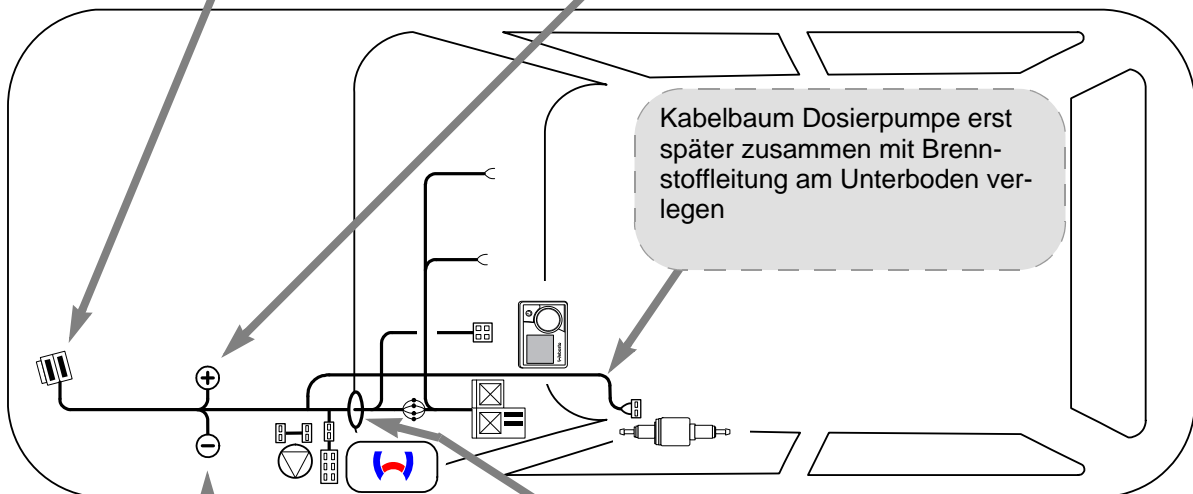 Kabelbaum Dosierpumpe erst
später zusammen mit Brenn-
stoffleitung am Unterboden ver-
legen